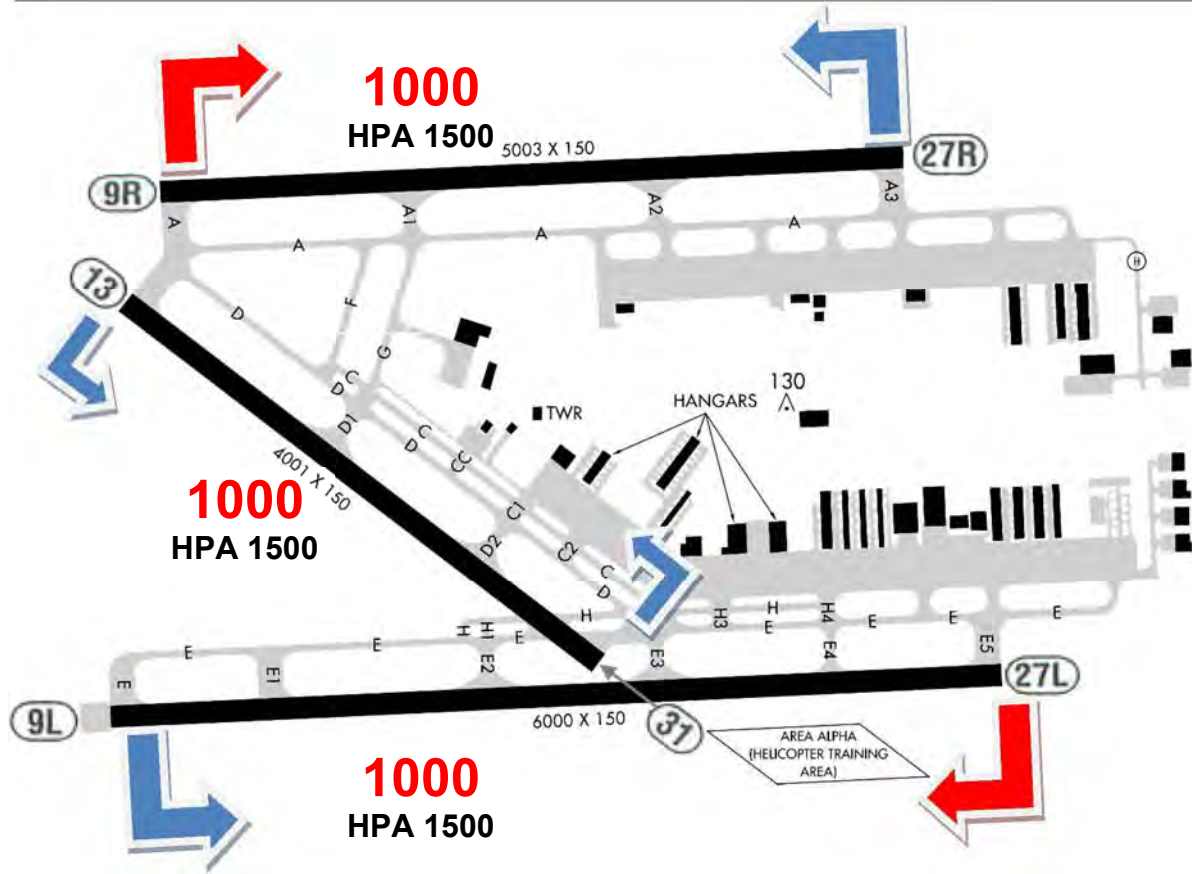 1000
HPA 1500
5003 X 150
9R
27R
A
A1
A2
A3
A
A
A
13
D
F
G
C
D
D1
C
D
CC
TWR
HANGARS
130
H
4001 X 150
1000
HPA 1500
C1
D2
C2
C
D
H
H
H1
H3
H
H4
E
E
E
E
E
E
E
E
E1
E2
E3
E4
E5
9L
27L
6000 X 150
31
AREA ALPHA
(HELICOPTER TRAINING
AREA)
1000
HPA 1500